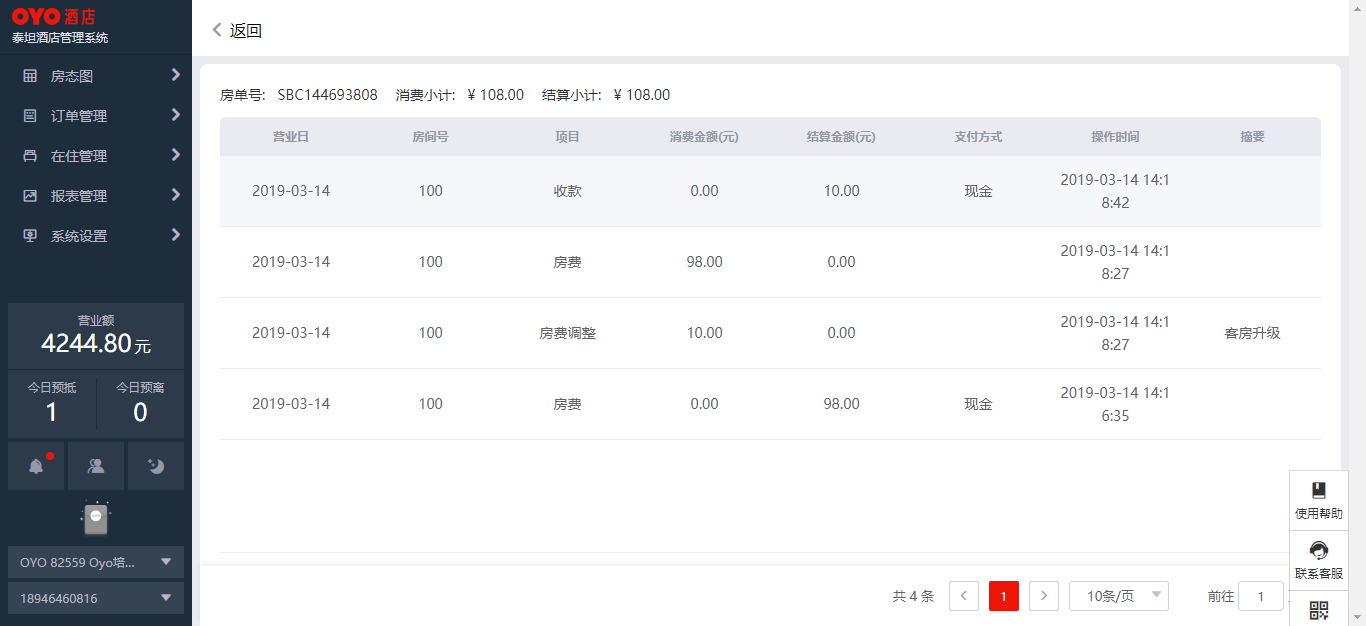 OYO 酒店
泰坦酒店管理系统
房态图
订单管理
在住管理
报表管理
系统设置
营业额
4244.80元
今日预抵 今日预离
1 0
OYO 82559 Oyo培...
18946460816
返回
房单号: SBC144693808 消费小计: ¥ 108.00 结算小计: ¥ 108.00
营业日 房间号 项目 消费金额(元) 结算金额(元) 支付方式 操作时间 摘要
2019-03-14 100 收款 0.00 10.00 现金 2019-03-14 14:1
8:42
2019-03-14 100 房费 98.00 0.00 2019-03-14 14:1
8:27
2019-03-14 100 房费调整 10.00 0.00 2019-03-14 14:1
8:27 客房升级
2019-03-14 100 房费 0.00 98.00 现金 2019-03-14 14:1
6:35
共 4 条 1 10条/页 前往 1
使用帮助
联系客服